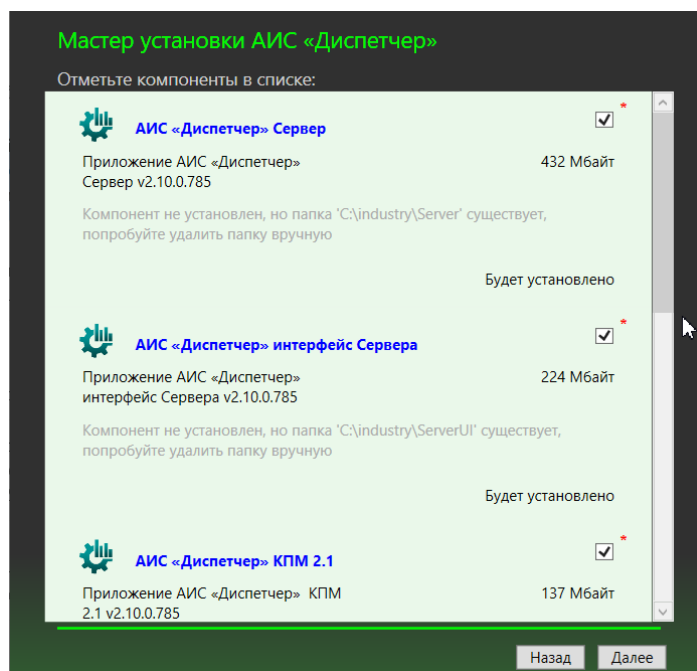 Мастер установки АИС «Диспетчер»
Отметьте компоненты в списке:
АИС «Диспетчер» Сервер
*
Приложение АИС «Диспетчер» 432 Мбайт
Сервер v2.10.0.785
Компонент не установлен, но папка 'C:\industry\Server' существует,
попробуйте удалить папку вручную
Будет установлено
АИС «Диспетчер» интерфейс Сервера
*
Приложение АИС «Диспетчер» 224 Мбайт
интерфейс Сервера v2.10.0.785
Компонент не установлен, но папка 'C:\industry\ServerUI' существует,
попробуйте удалить папку вручную
Будет установлено
АИС «Диспетчер» КПМ 2.1
*
Приложение АИС «Диспетчер» КПМ 137 Мбайт
2.1 v2.10.0.785
Назад Далее